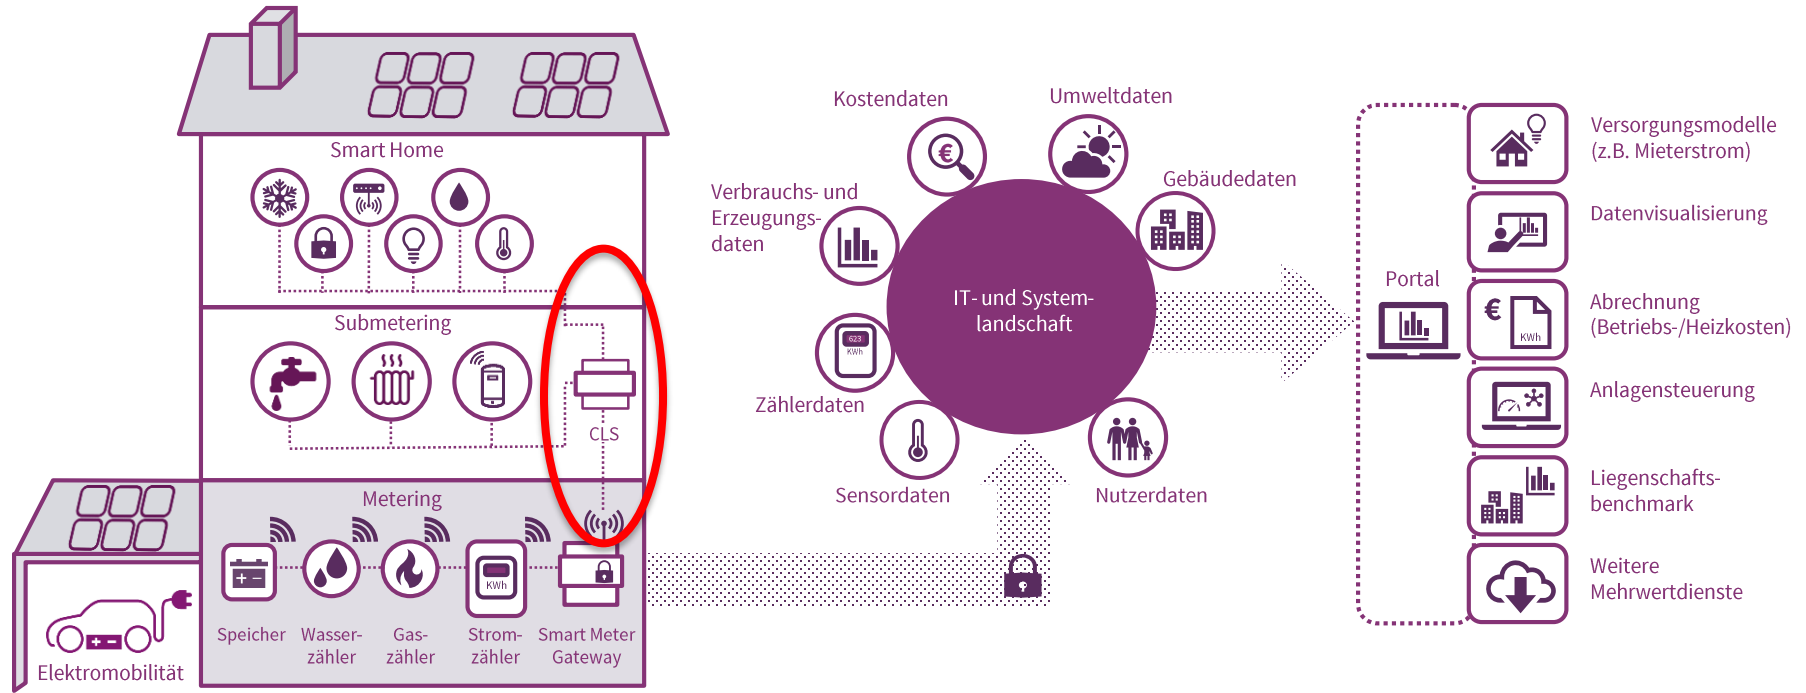 Smart Home
Submetering
CLS
Metering
KWh
Speicher
Wasser-
zähler
Gas-
zähler
Strom-
zähler
Smart Meter
Gateway
Elektromobilität
Kostendaten
Umweltdaten
Verbrauchs- und
Erzeugungs-
daten
Gebäudedaten
€
IT- und System-
landschaft
623
KWh
Zählerdaten
Sensordaten
Nutzerdaten
Portal
Versorgungsmodelle
(z.B. Mieterstrom)
Datenvisualisierung
€
KWh
Abrechnung
(Betriebs-/Heizkosten)
Anlagensteuerung
Liegenschafts-
benchmark
Weitere
Mehrwertdienste